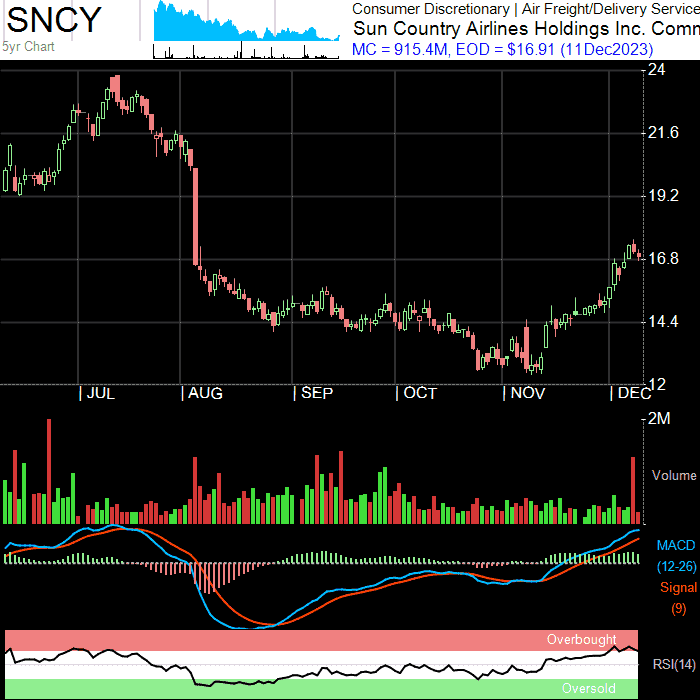 SNCY
5yr Chart
Consumer Discretionary | Air Freight/Delivery Service
Sun Country Airlines Holdings Inc. Comm
MC = 915.4M, EOD = $16.91 (11Dec2023)
24
21.6
19.2
16.8
14.4
12
| JUL | AUG | SEP | OCT | NOV | DEC
2M
Volume
MACD
(12-26)
Signal
(9)
Overbought
RSI(14)
Oversold